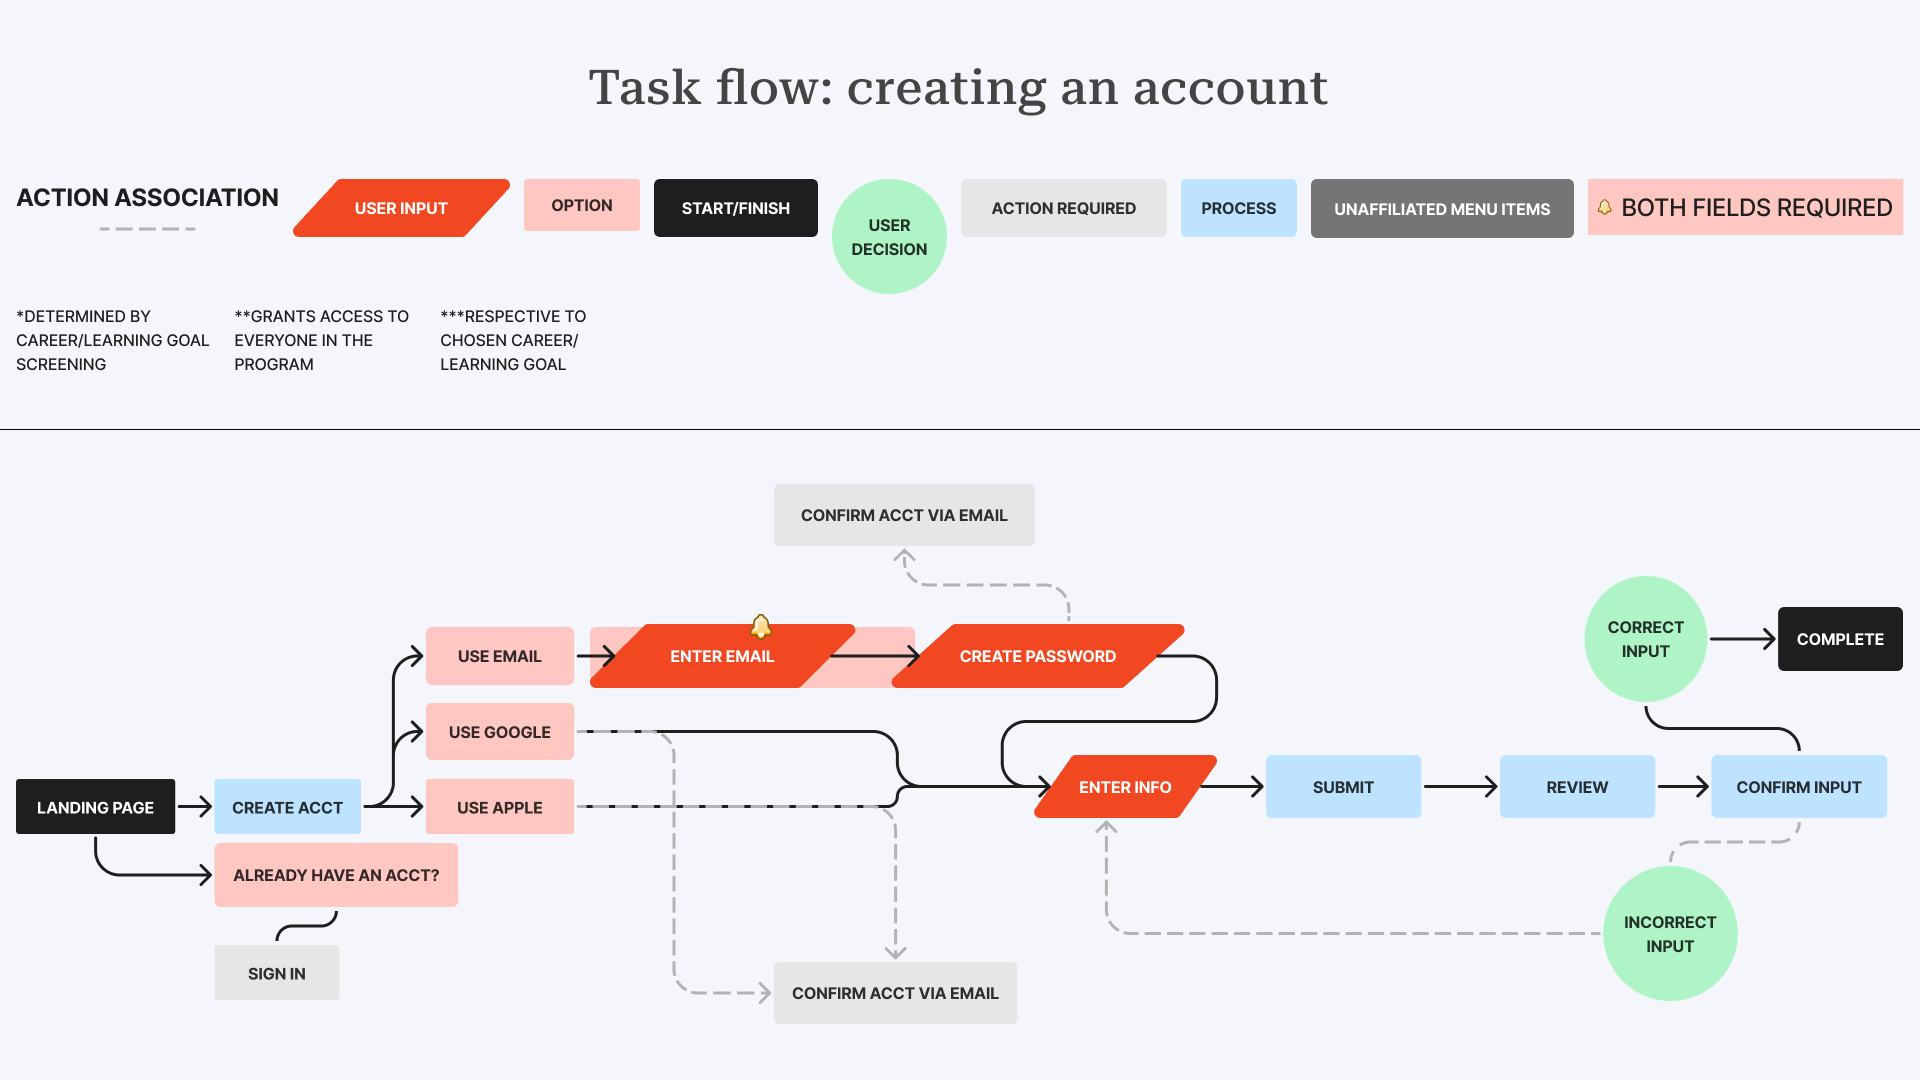 Task flow: creating an account
ACTION ASSOCIATION
USER INPUT
OPTION
START/FINISH
USER
DECISION
ACTION REQUIRED
PROCESS
UNAFFILIATED MENU ITEMS
BOTH FIELDS REQUIRED
*DETERMINED BY
CAREER/LEARNING GOAL
SCREENING
**GRANTS ACCESS TO
EVERYONE IN THE
PROGRAM
***RESPECTIVE TO
CHOSEN CAREER/
LEARNING GOAL
CONFIRM ACCT VIA EMAIL
USE EMAIL
ENTER EMAIL
CREATE PASSWORD
CORRECT
INPUT
COMPLETE
USE GOOGLE
LANDING PAGE
CREATE ACCT
USE APPLE
ENTER INFO
SUBMIT
REVIEW
CONFIRM INPUT
ALREADY HAVE AN ACCT?
SIGN IN
INCORRECT
INPUT
CONFIRM ACCT VIA EMAIL